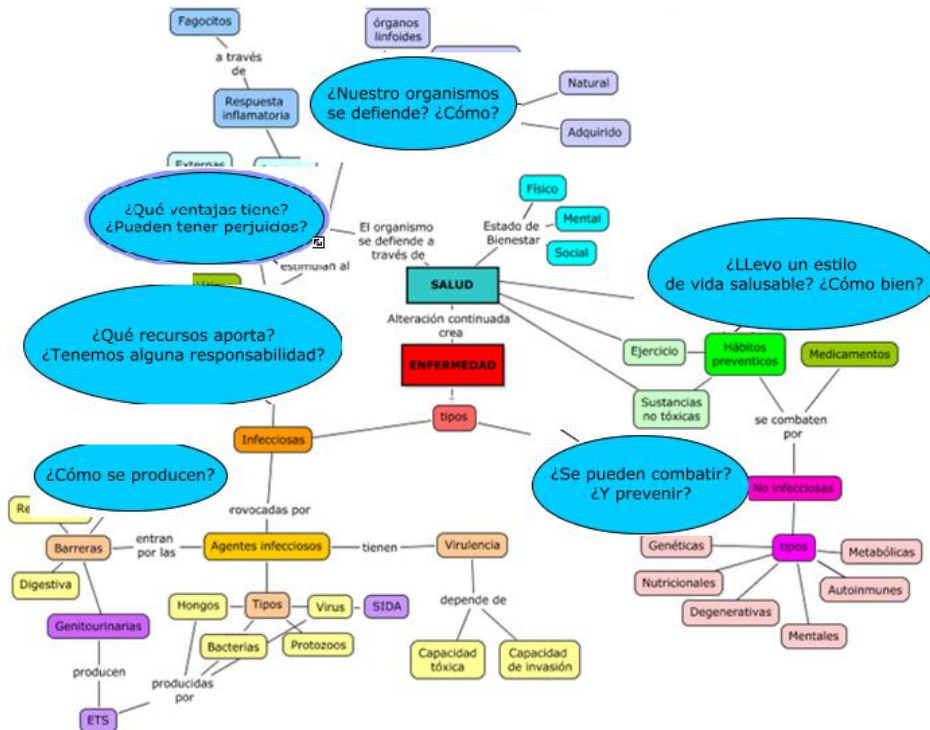 Fagocitos
a través
de
Respuesta
inflamatoria
órganos
linfoides
¿Nuestro organismos
se defiende? ¿Cómo?
Natural
Adquirido
Externas
¿Qué ventajas tiene?
¿Pueden tener perjuicios?
El organismo
se defiende a
través de
estimulan al
Físico
Estado de
Bienestar
Mental
Social
SALUD
¿LLevo un estilo
de vida salusable? ¿Cómo bien?
¿Qué recursos aporta?
¿Tenemos alguna responsabilidad?
Alteración continuada
crea
ENFERMEDAD
tipos
Ejercicio
Hábitos
preventicos
Medicamentos
Sustancias
no tóxicas
se combaten
por
Infecciosas
¿Cómo se producen?
¿Se pueden combatir?
¿Y prevenir?
No infecciosas
rovocadas por
Re
Barreras
entran
por las
Agentes infecciosos
tienen
Virulencia
Digestiva
Genitourinarias
Hongos
Tipos
Virus
SIDA
Bacterias
Protozoos
depende de
Capacidad
tóxica
Capacidad
de invasión
producen
producidas
por
ETS
tipos
Genéticas
Metabólicas
Nutricionales
Autoinmunes
Degenerativas
Mentales